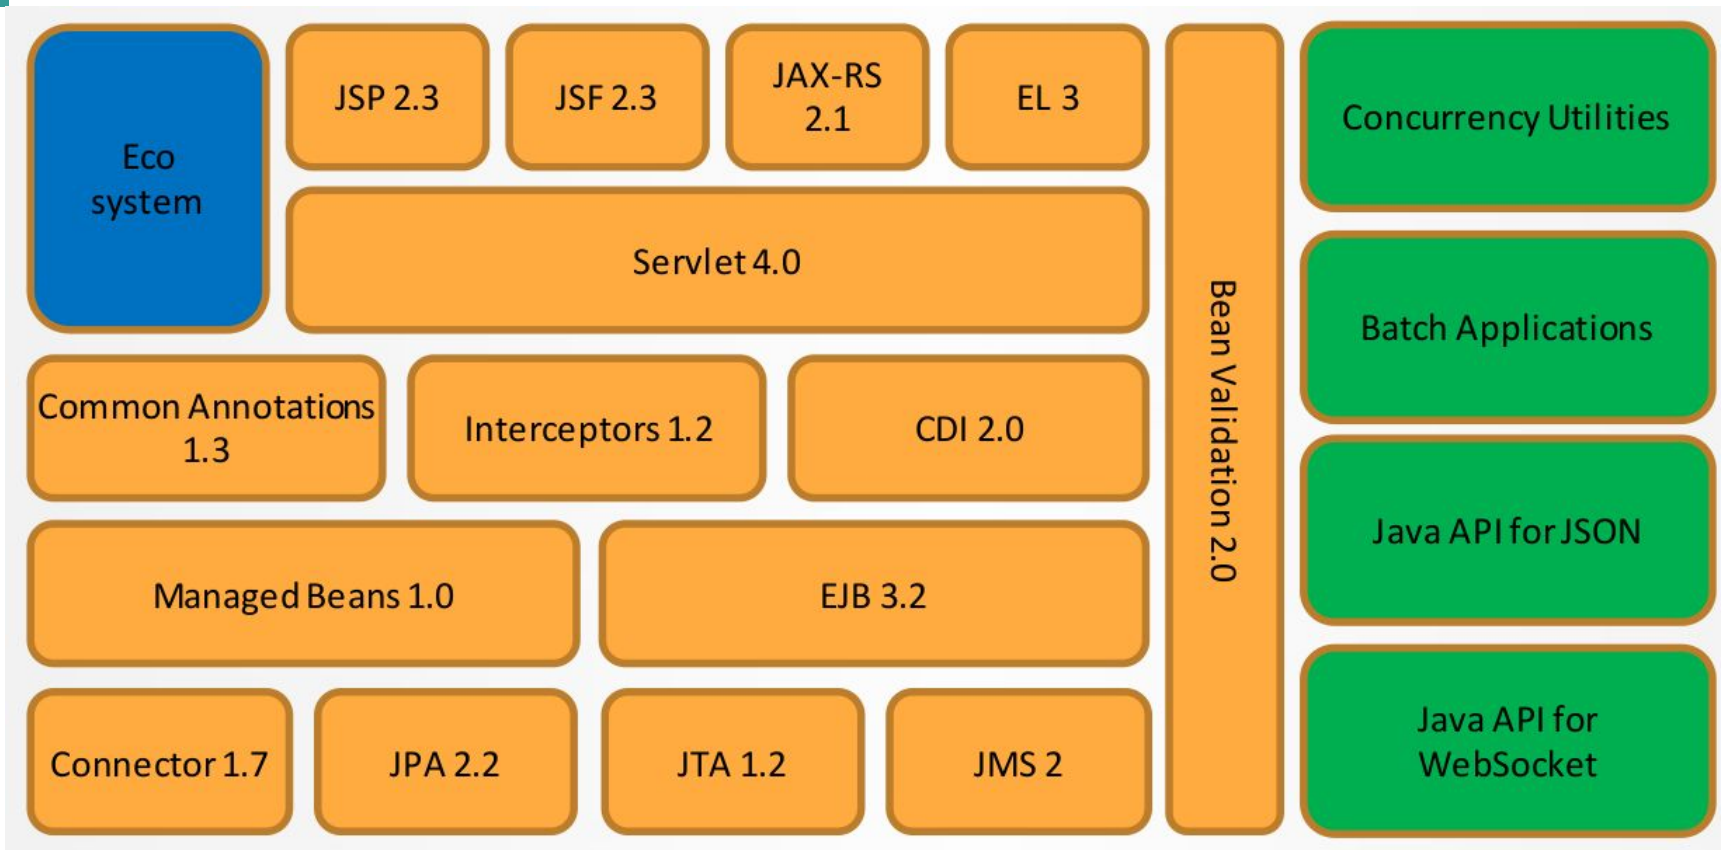 Eco
system
JSP 2.3
JSF 2.3
JAX-RS
2.1
EL 3
Servlet 4.0
Common Annotations
1.3
Interceptors 1.2
CDI 2.0
Managed Beans 1.0
EJB 3.2
Connector 1.7
JPA 2.2
JTA 1.2
JMS 2
Bean Validation 2.0
Concurrency Utilities
Batch Applications
Java API for JSON
Java API for
WebSocket